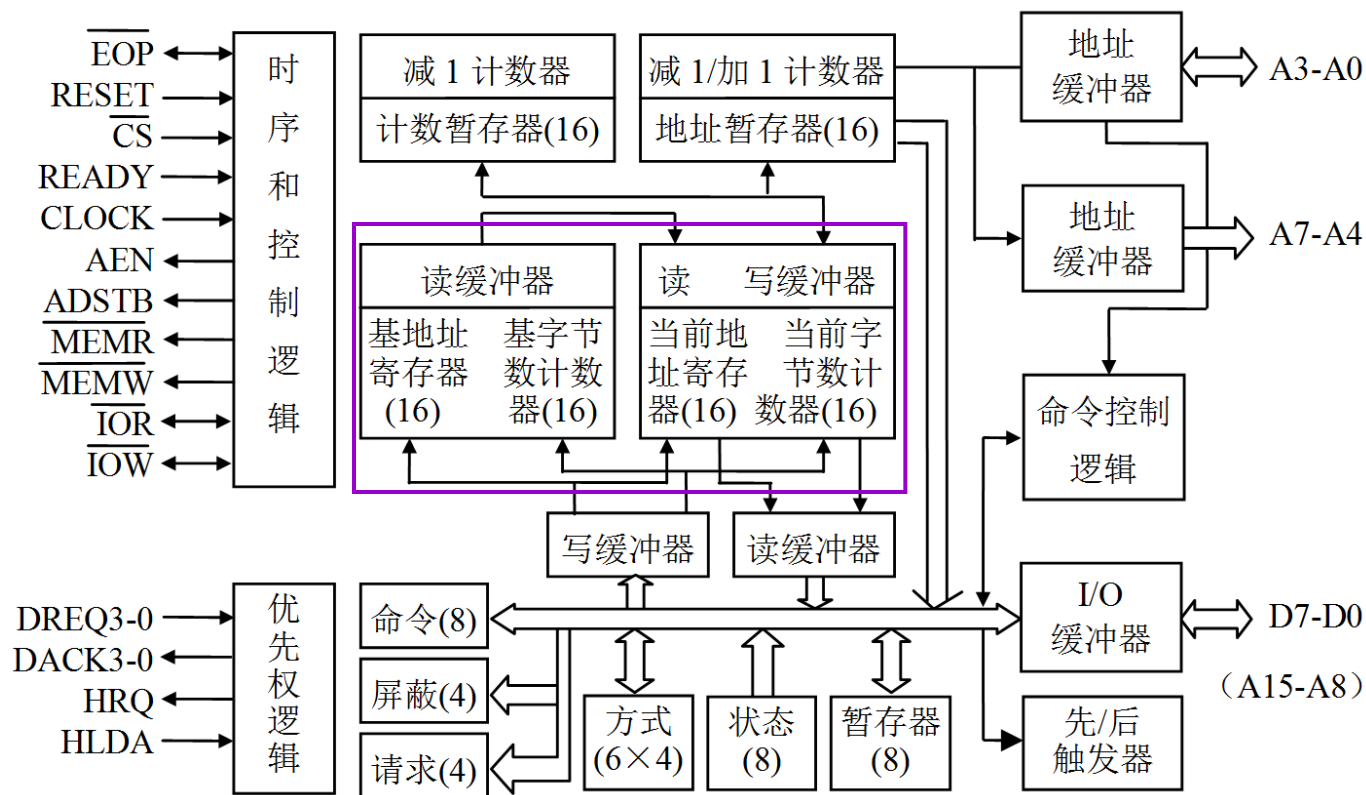 EOP
RESET
CS
READY
CLOCK
AEN
ADSTB
MEMR
MEMW
IOR
IOW
时序和控制逻辑
减1计数器
计数暂存器(16)
减1/加1计数器
地址暂存器(16)
地址
缓冲器
A3-A0
地址
缓冲器
A7-A4
读缓冲器
基地址
寄存器
(16)
基字节
数计数
器(16)
读 写缓冲器
当前地
址寄存
器(16)
当前字
节数计
数器(16)
命令控制
逻辑
写缓冲器
读缓冲器
DREQ3-0
DACK3-0
HRQ
HLDA
优先权逻辑
命令(8)
屏蔽(4)
请求(4)
方式
(6×4)
状态
(8)
暂存器
(8)
I/O
缓冲器
D7-D0
（A15-A8）
先/后
触发器